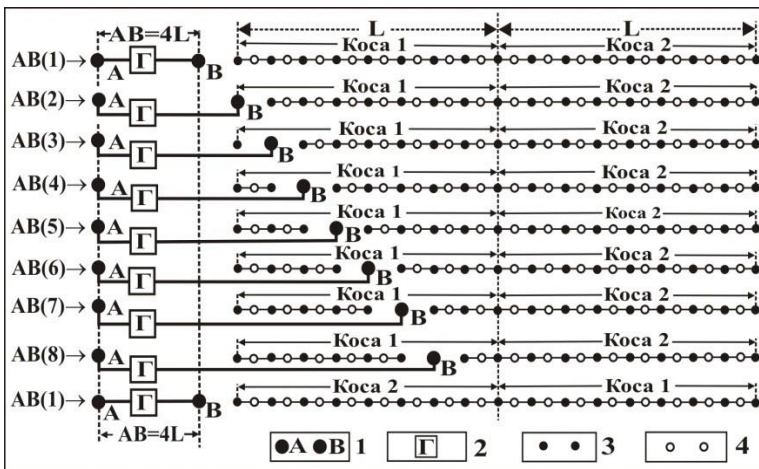 AB=4L L L
Коса 1 Коса 2
AB(1)→ A Г B
Коса 1 Коса 2
AB(2)→ A Г B
Коса 1 Коса 2
AB(3)→ A Г B
Коса 1 Коса 2
AB(4)→ A Г B
Коса 1 Коса 2
AB(5)→ A Г B
Коса 1 Коса 2
AB(6)→ A Г B
Коса 1 Коса 2
AB(7)→ A Г B
Коса 1 Коса 2
AB(8)→ A Г B
Коса 2 Коса 1
AB(1)→ A Г B
AB=4L
A B 1 Г 2 3 4